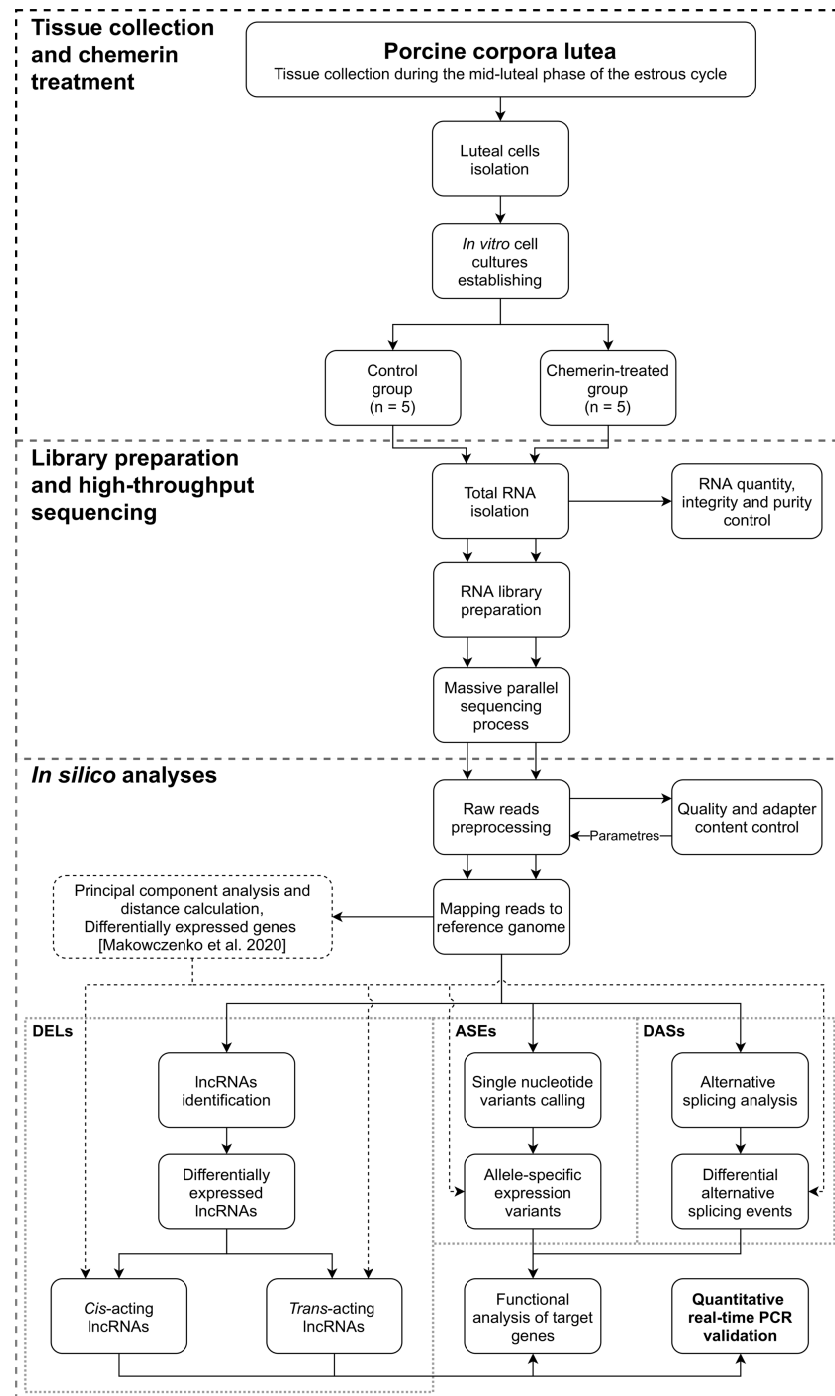 Tissue collection
and chemerin
treatment
Porcine corpora lutea
Tissue collection during the mid-luteal phase of the estrous cycle
Luteal cells
isolation
In vitro cell
cultures
establishing
Control
group
(n = 5)
Chemerin-treated
group
(n = 5)
Library preparation
and high-throughput
sequencing
Total RNA
isolation
RNA quantity,
integrity and purity
control
RNA library
preparation
Massive parallel
sequencing
process
In silico analyses
Raw reads
preprocessing
Parametres
Quality and adapter
content control
Principal component analysis and
distance calculation,
Differentially expressed genes
[Makowczenko et al. 2020]
Mapping reads to
reference ganome
DELs
ASEs
DASs
lncRNAs
identification
Single nucleotide
variants calling
Alternative
splicing analysis
Differentially
expressed
lncRNAs
Allele-specific
expression
variants
Differential
alternative
splicing events
Cis-acting
lncRNAs
Trans-acting
lncRNAs
Functional
analysis of target
genes
Quantitative
real-time PCR
validation